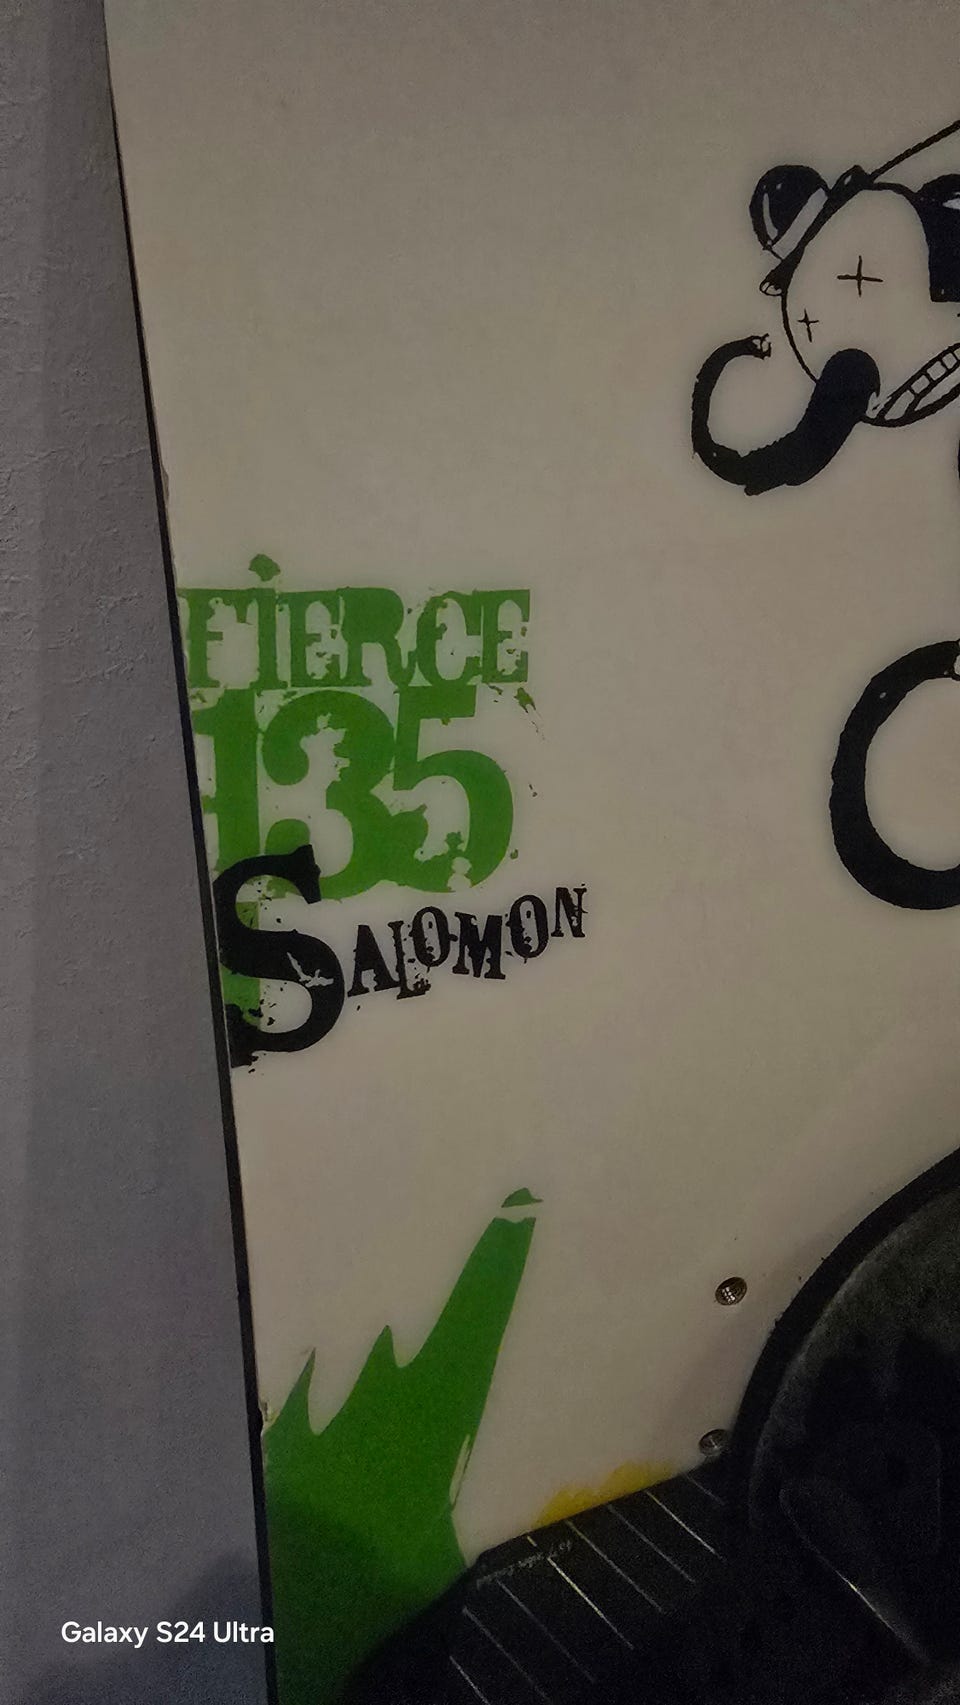 FiERCE
135
SALOMON
Galaxy S24 Ultra